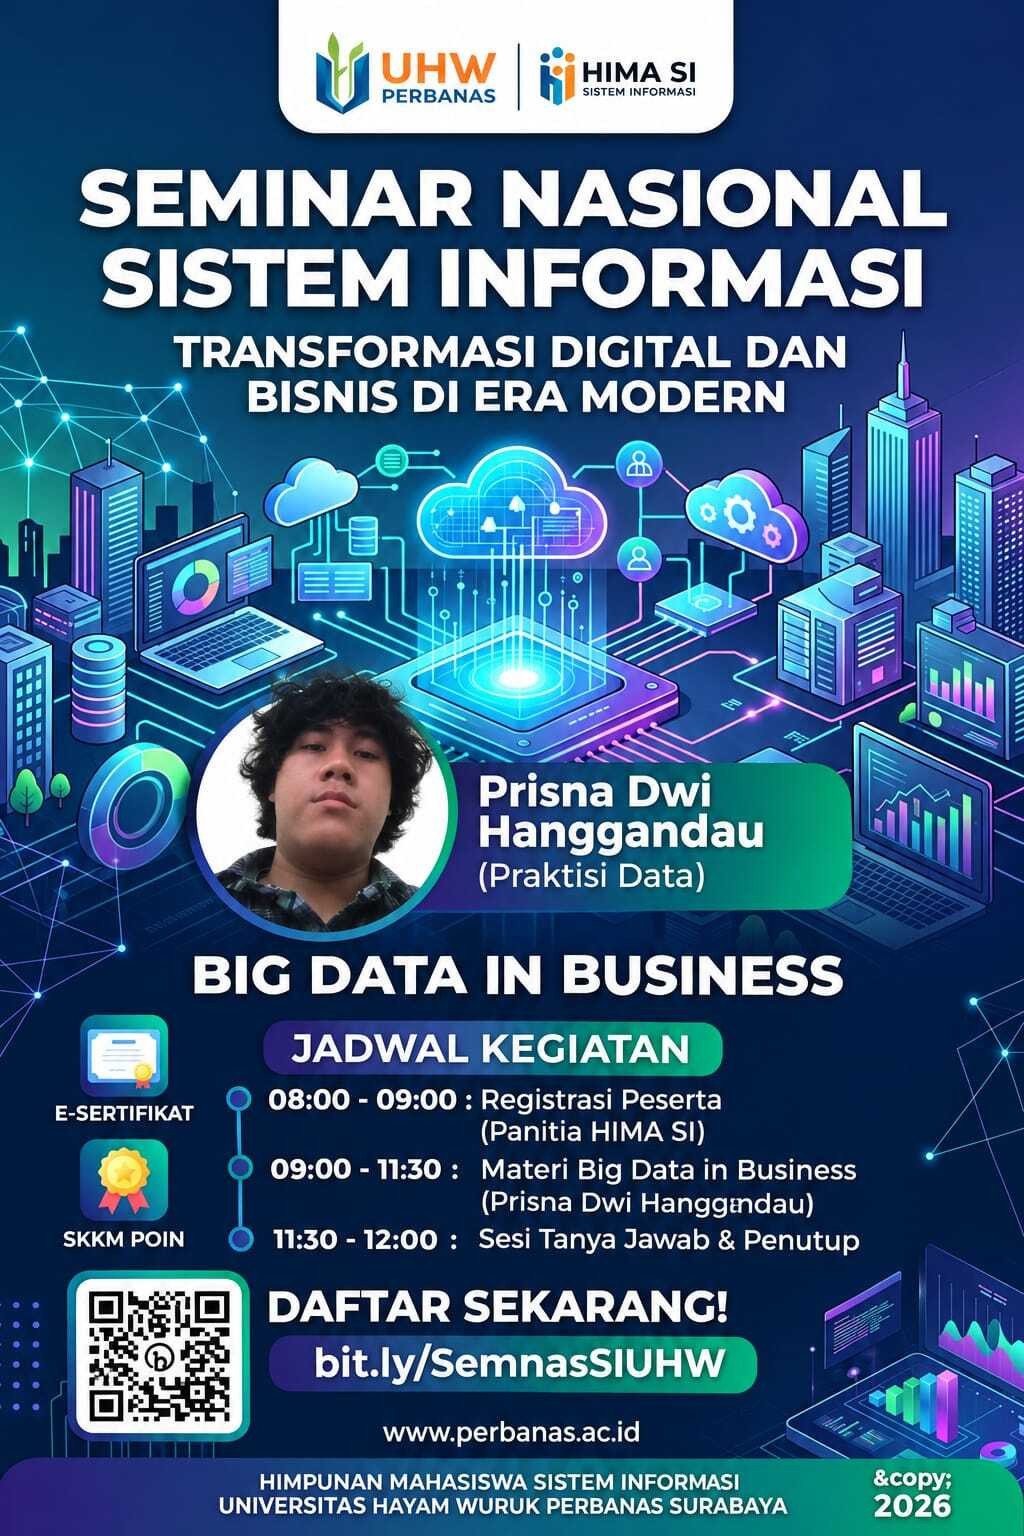 UHW
PERBANAS
HIMA SI
SISTEM INFORMASI
SEMINAR NASIONAL
SISTEM INFORMASI
TRANSFORMASI DIGITAL DAN
BISNIS DI ERA MODERN
Prisna Dwi
Hanggandau
(Praktisi Data)
BIG DATA IN BUSINESS
JADWAL KEGIATAN
E-SERTIFIKAT
SKKM POIN
08:00 - 09:00 : Registrasi Peserta
(Panitia HIMA SI)
09:00 - 11:30 : Materi Big Data in Business
(Prisna Dwi Hanggandau)
11:30 - 12:00 : Sesi Tanya Jawab & Penutup
DAFTAR SEKARANG!
bit.ly/SemnasSIUHW
www.perbanas.ac.id
HIMPUNAN MAHASISWA SISTEM INFORMASI
UNIVERSITAS HAYAM WURUK PERBANAS SURABAYA
&copy;
2026